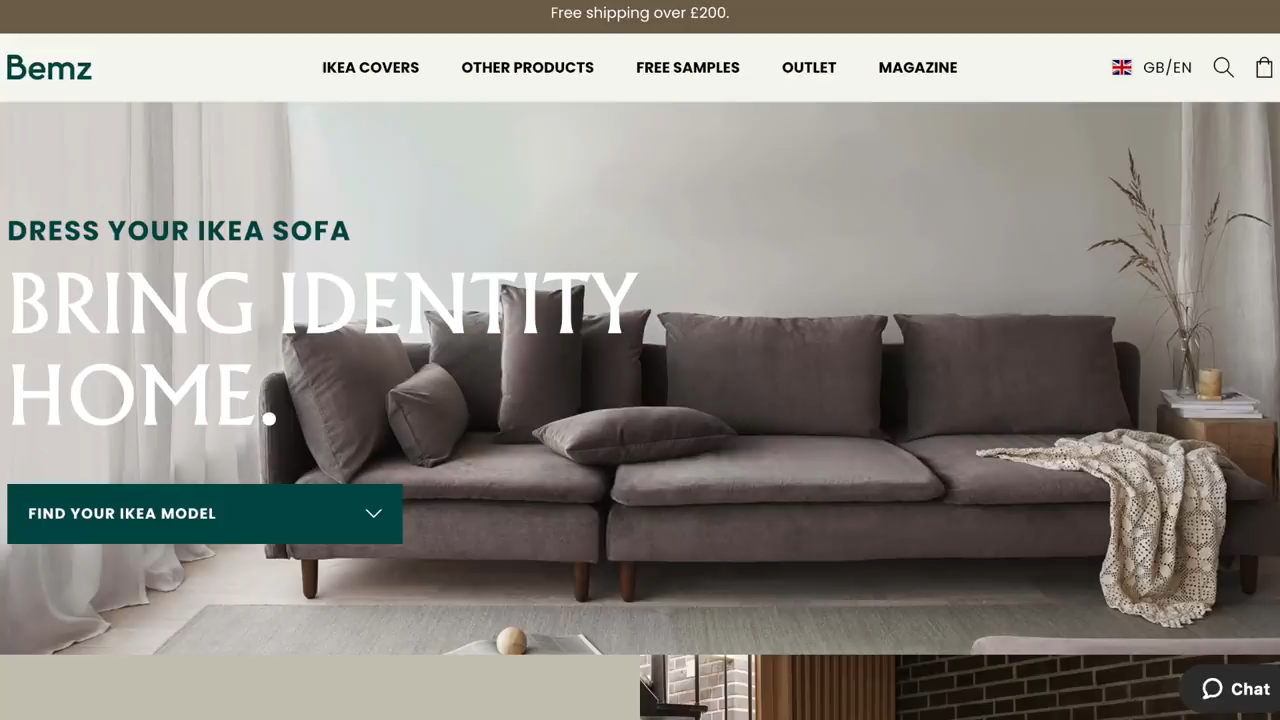 Free shipping over £200.
Bemz
IKEA COVERS
OTHER PRODUCTS
FREE SAMPLES
OUTLET
MAGAZINE
GB/EN
DRESS YOUR IKEA SOFA
BRING IDENTITY
HOME.
FIND YOUR IKEA MODEL
Chat